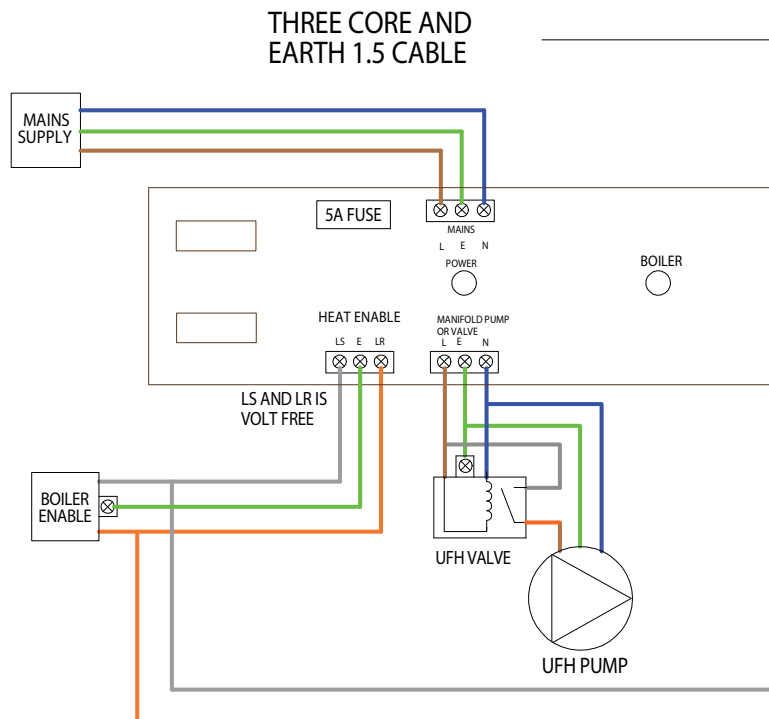 THREE CORE AND
EARTH 1.5 CABLE
MAINS
SUPPLY
5A FUSE
MAINS
L E N
POWER
BOILER
HEAT ENABLE
LS E LR
MANIFOLD PUMP
OR VALVE
L E N
LS AND LR IS
VOLT FREE
BOILER
ENABLE
UFH VALVE
UFH PUMP